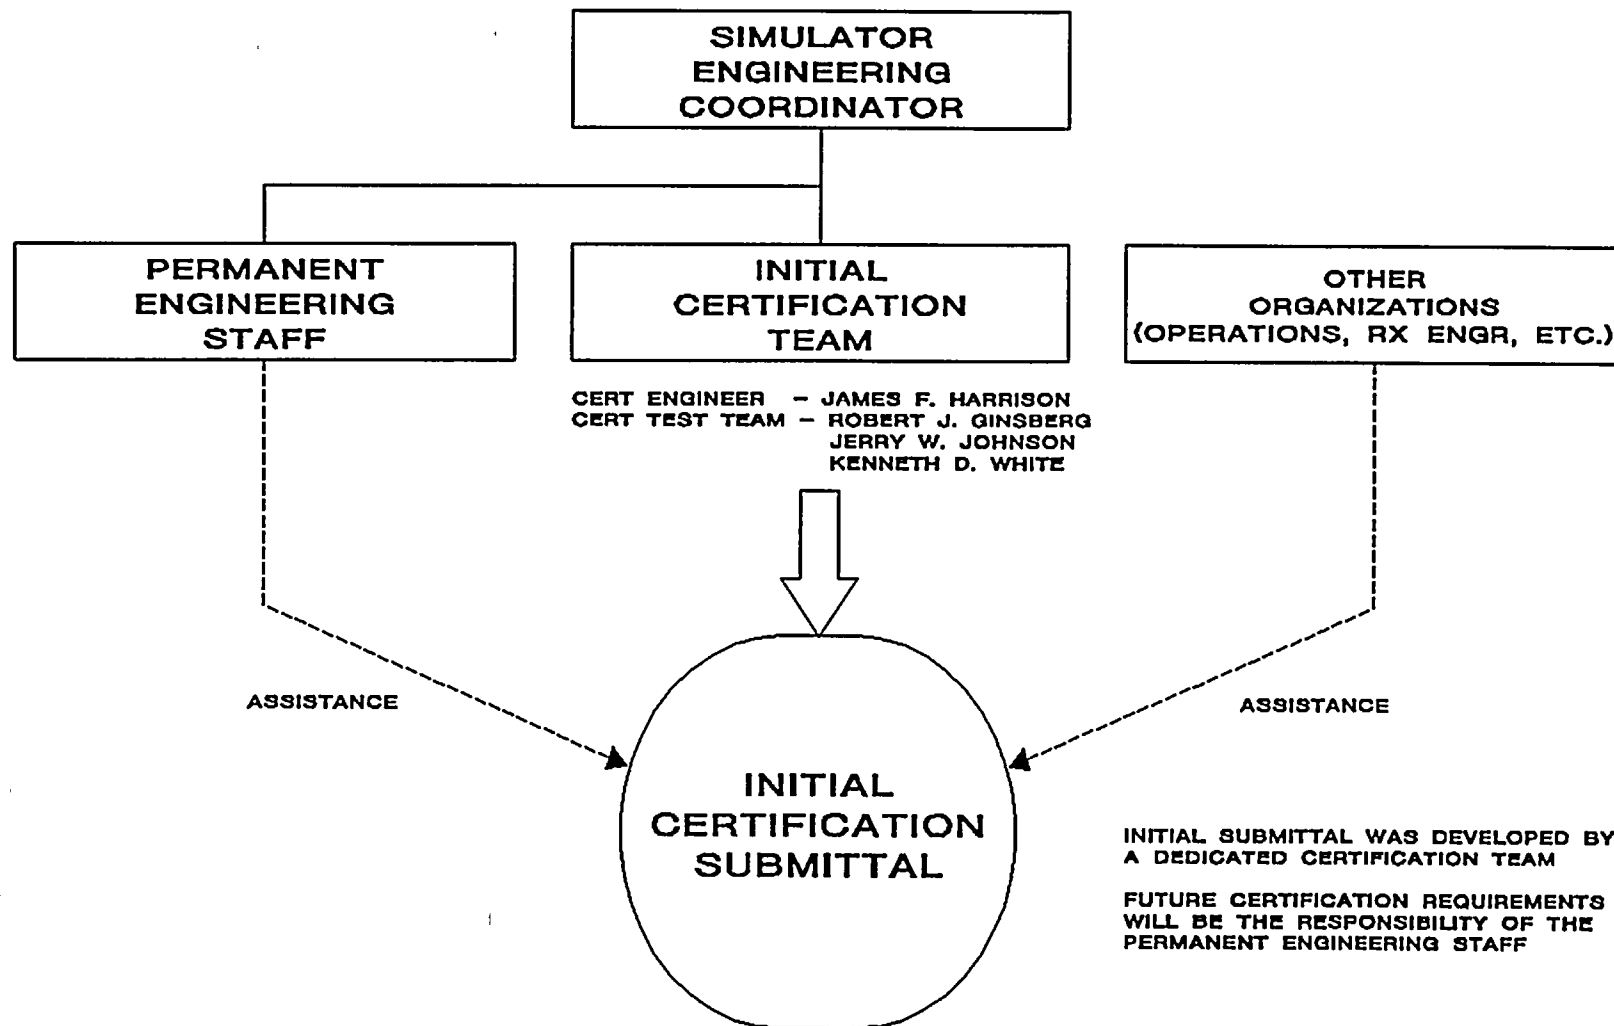 SIMULATOR
ENGINEERING
COORDINATOR
PERMANENT
ENGINEERING
STAFF
INITIAL
CERTIFICATION
TEAM
OTHER
ORGANIZATIONS
(OPERATIONS, RX ENGR, ETC.)
CERT ENGINEER – JAMES F. HARRISON
CERT TEST TEAM – ROBERT J. GINSBERG
JERRY W. JOHNSON
KENNETH D. WHITE
ASSISTANCE
ASSISTANCE
INITIAL
CERTIFICATION
SUBMITTAL
INITIAL SUBMITTAL WAS DEVELOPED BY
A DEDICATED CERTIFICATION TEAM
FUTURE CERTIFICATION REQUIREMENTS
WILL BE THE RESPONSIBILITY OF THE
PERMANENT ENGINEERING STAFF